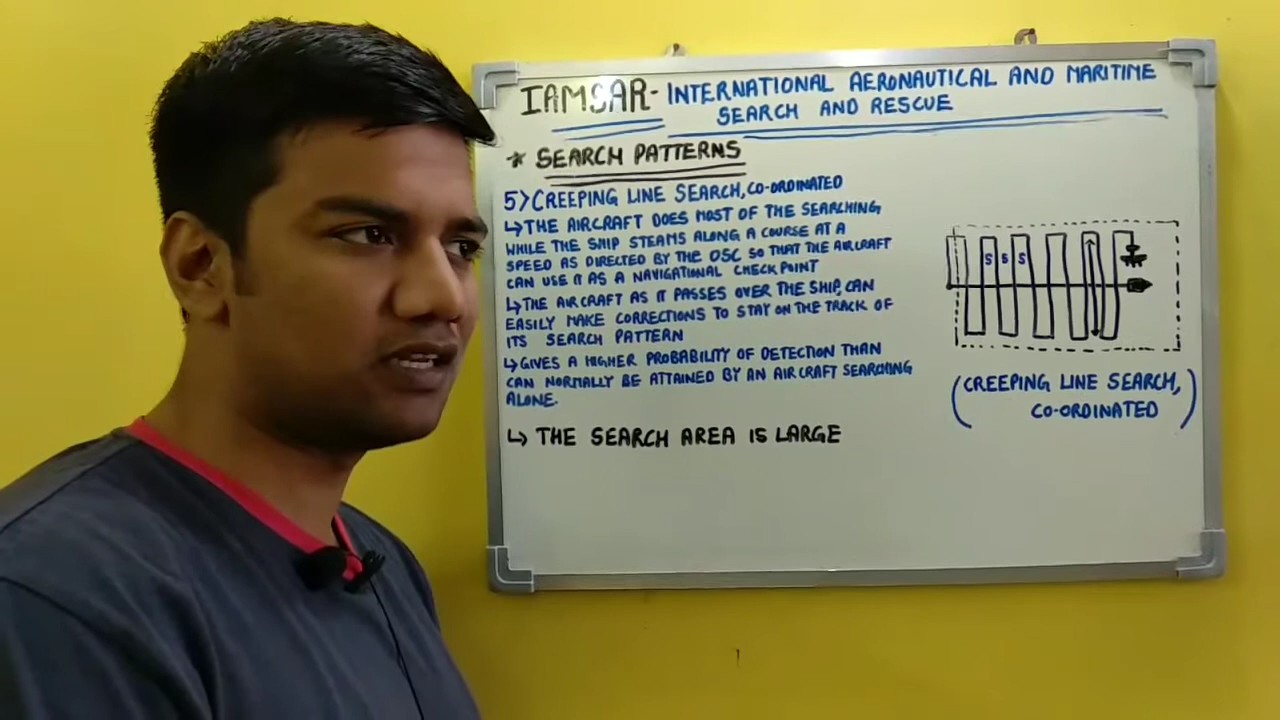 IAMSAR- INTERNATIONAL AERONAUTICAL AND MARITIME
SEARCH AND RESCUE
* SEARCH PATTERNS
5> CREEPING LINE SEARCH, CO-ORDINATED
↳ THE AIRCRAFT DOES MOST OF THE SEARCHING
WHILE THE SHIP STEAMS ALONG A COURSE AT A
SPEED AS DIRECTED BY THE OSC SO THAT THE AIRCRAFT
CAN USE IT AS A NAVIGATIONAL CHECK POINT
↳ THE AIRCRAFT AS IT PASSES OVER THE SHIP, CAN
EASILY MAKE CORRECTIONS TO STAY ON THE TRACK OF
ITS SEARCH PATTERN
↳ GIVES A HIGHER PROBABILITY OF DETECTION THAN
CAN NORMALLY BE ATTAINED BY AN AIRCRAFT SEARCHING
ALONE.
↳ THE SEARCH AREA IS LARGE
S S S
(CREEPING LINE SEARCH,
CO-ORDINATED)